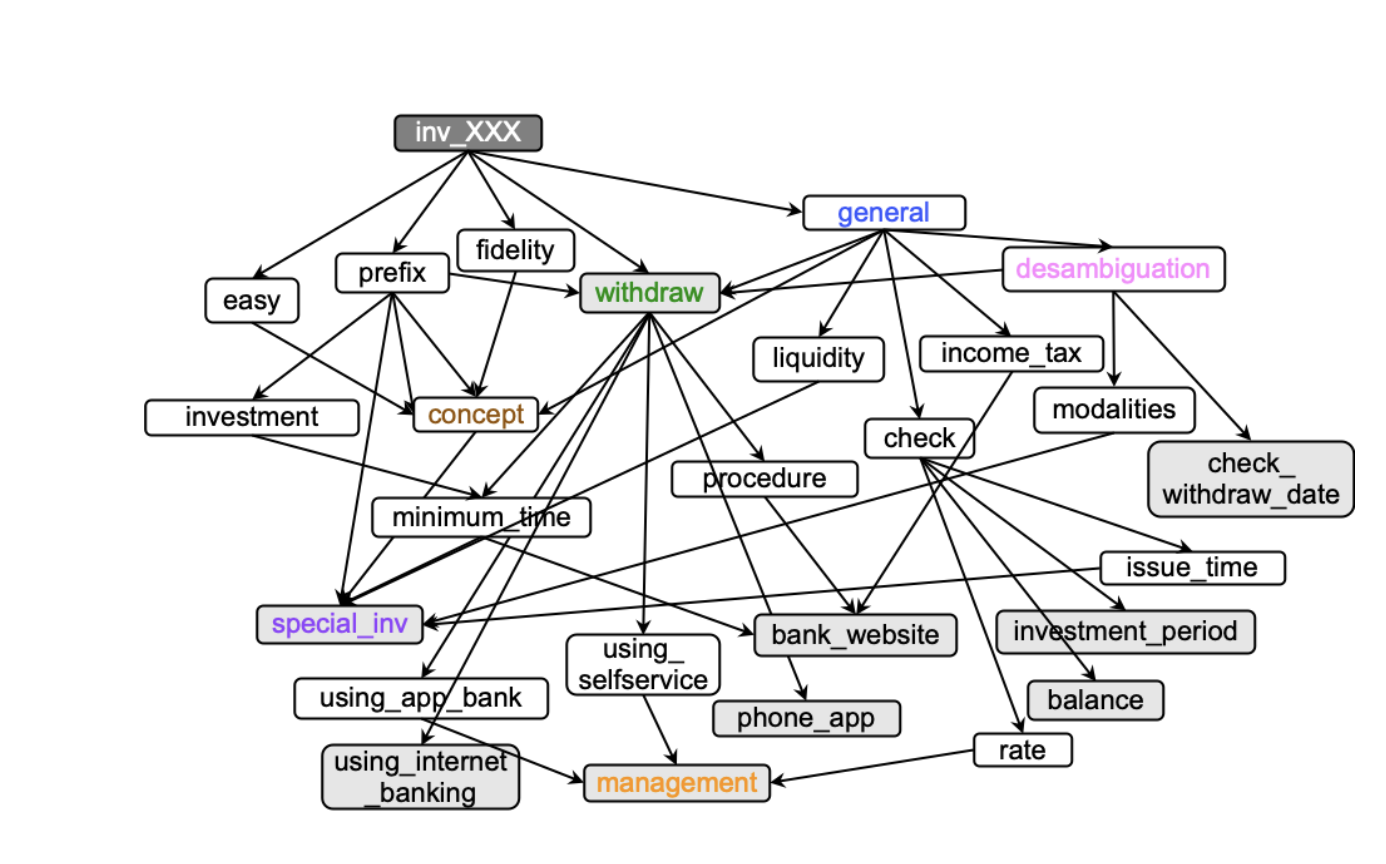 inv_XXX
general
fidelity
prefix
desambiguation
easy
withdraw
liquidity
income_tax
investment
concept
modalities
check
check_
withdraw_date
procedure
minimum_time
issue_time
special_inv
bank_website
investment_period
using_
selfservice
using_app_bank
balance
phone_app
rate
using_internet
_banking
management